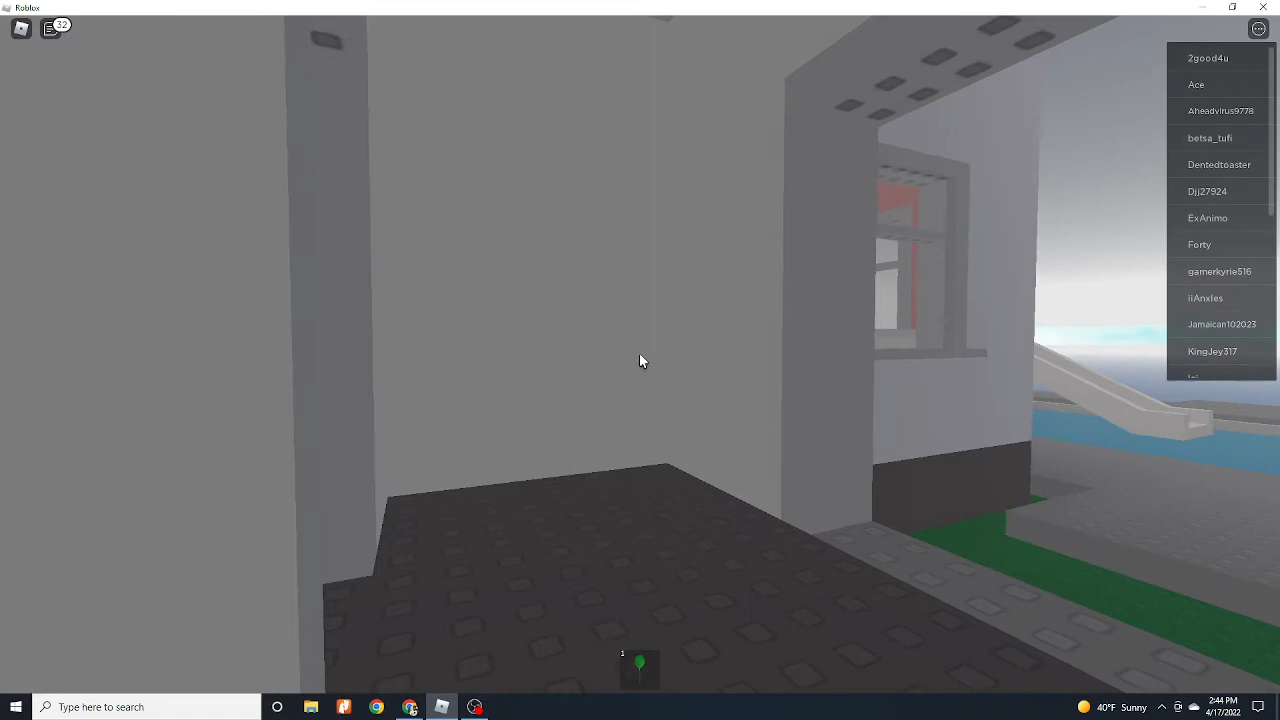 Roblox
32
2good4u
Ace
Aheadvirus9778
betsa_tufi
Dentedtoaster
Djj27924
ExAnimo
Forty
gamerkyrie516
iiAnxIes
Jamaican102023
KingJey317
1
Type here to search
40°F Sunny
2:44 PM
4/17/2022